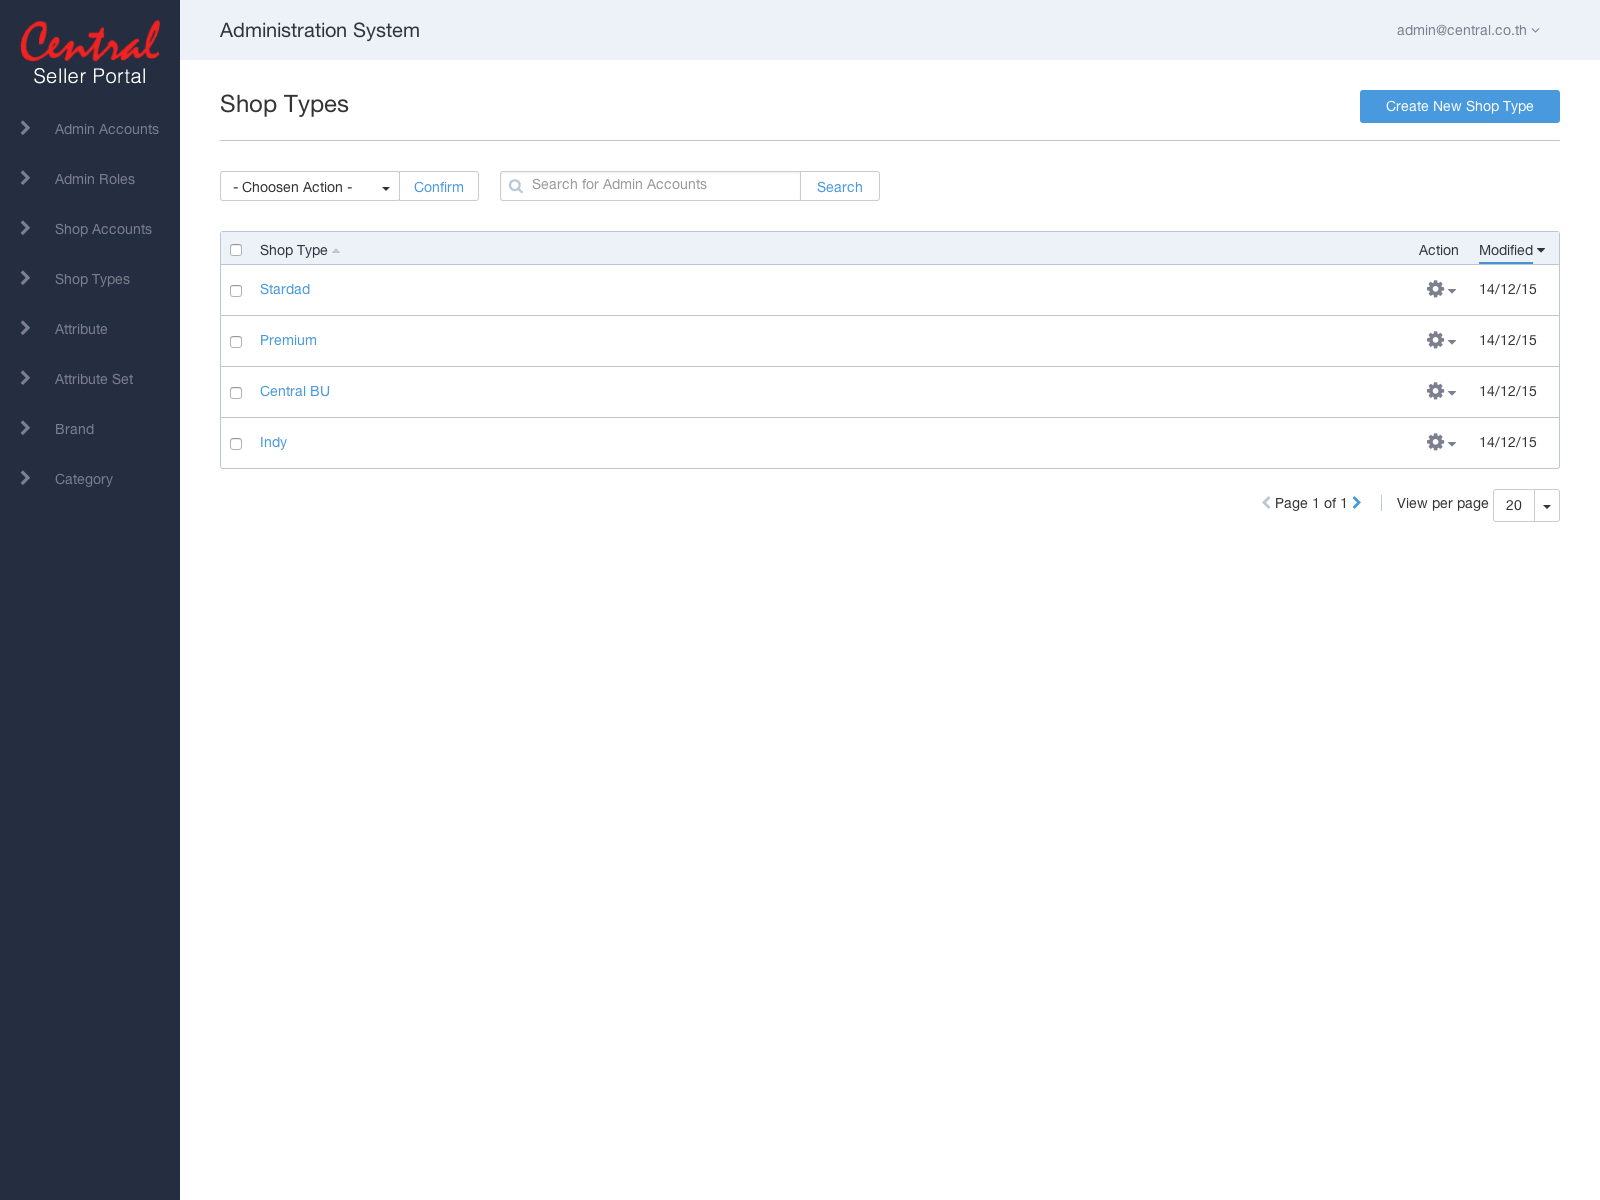 Central
Seller Portal
Admin Accounts
Admin Roles
Shop Accounts
Shop Types
Attribute
Attribute Set
Brand
Category
Administration System
admin@central.co.th
Shop Types
Create New Shop Type
- Choosen Action -
Confirm
Search for Admin Accounts
Search
Shop Type Action Modified
Stardad 14/12/15
Premium 14/12/15
Central BU 14/12/15
Indy 14/12/15
Page 1 of 1 View per page 20